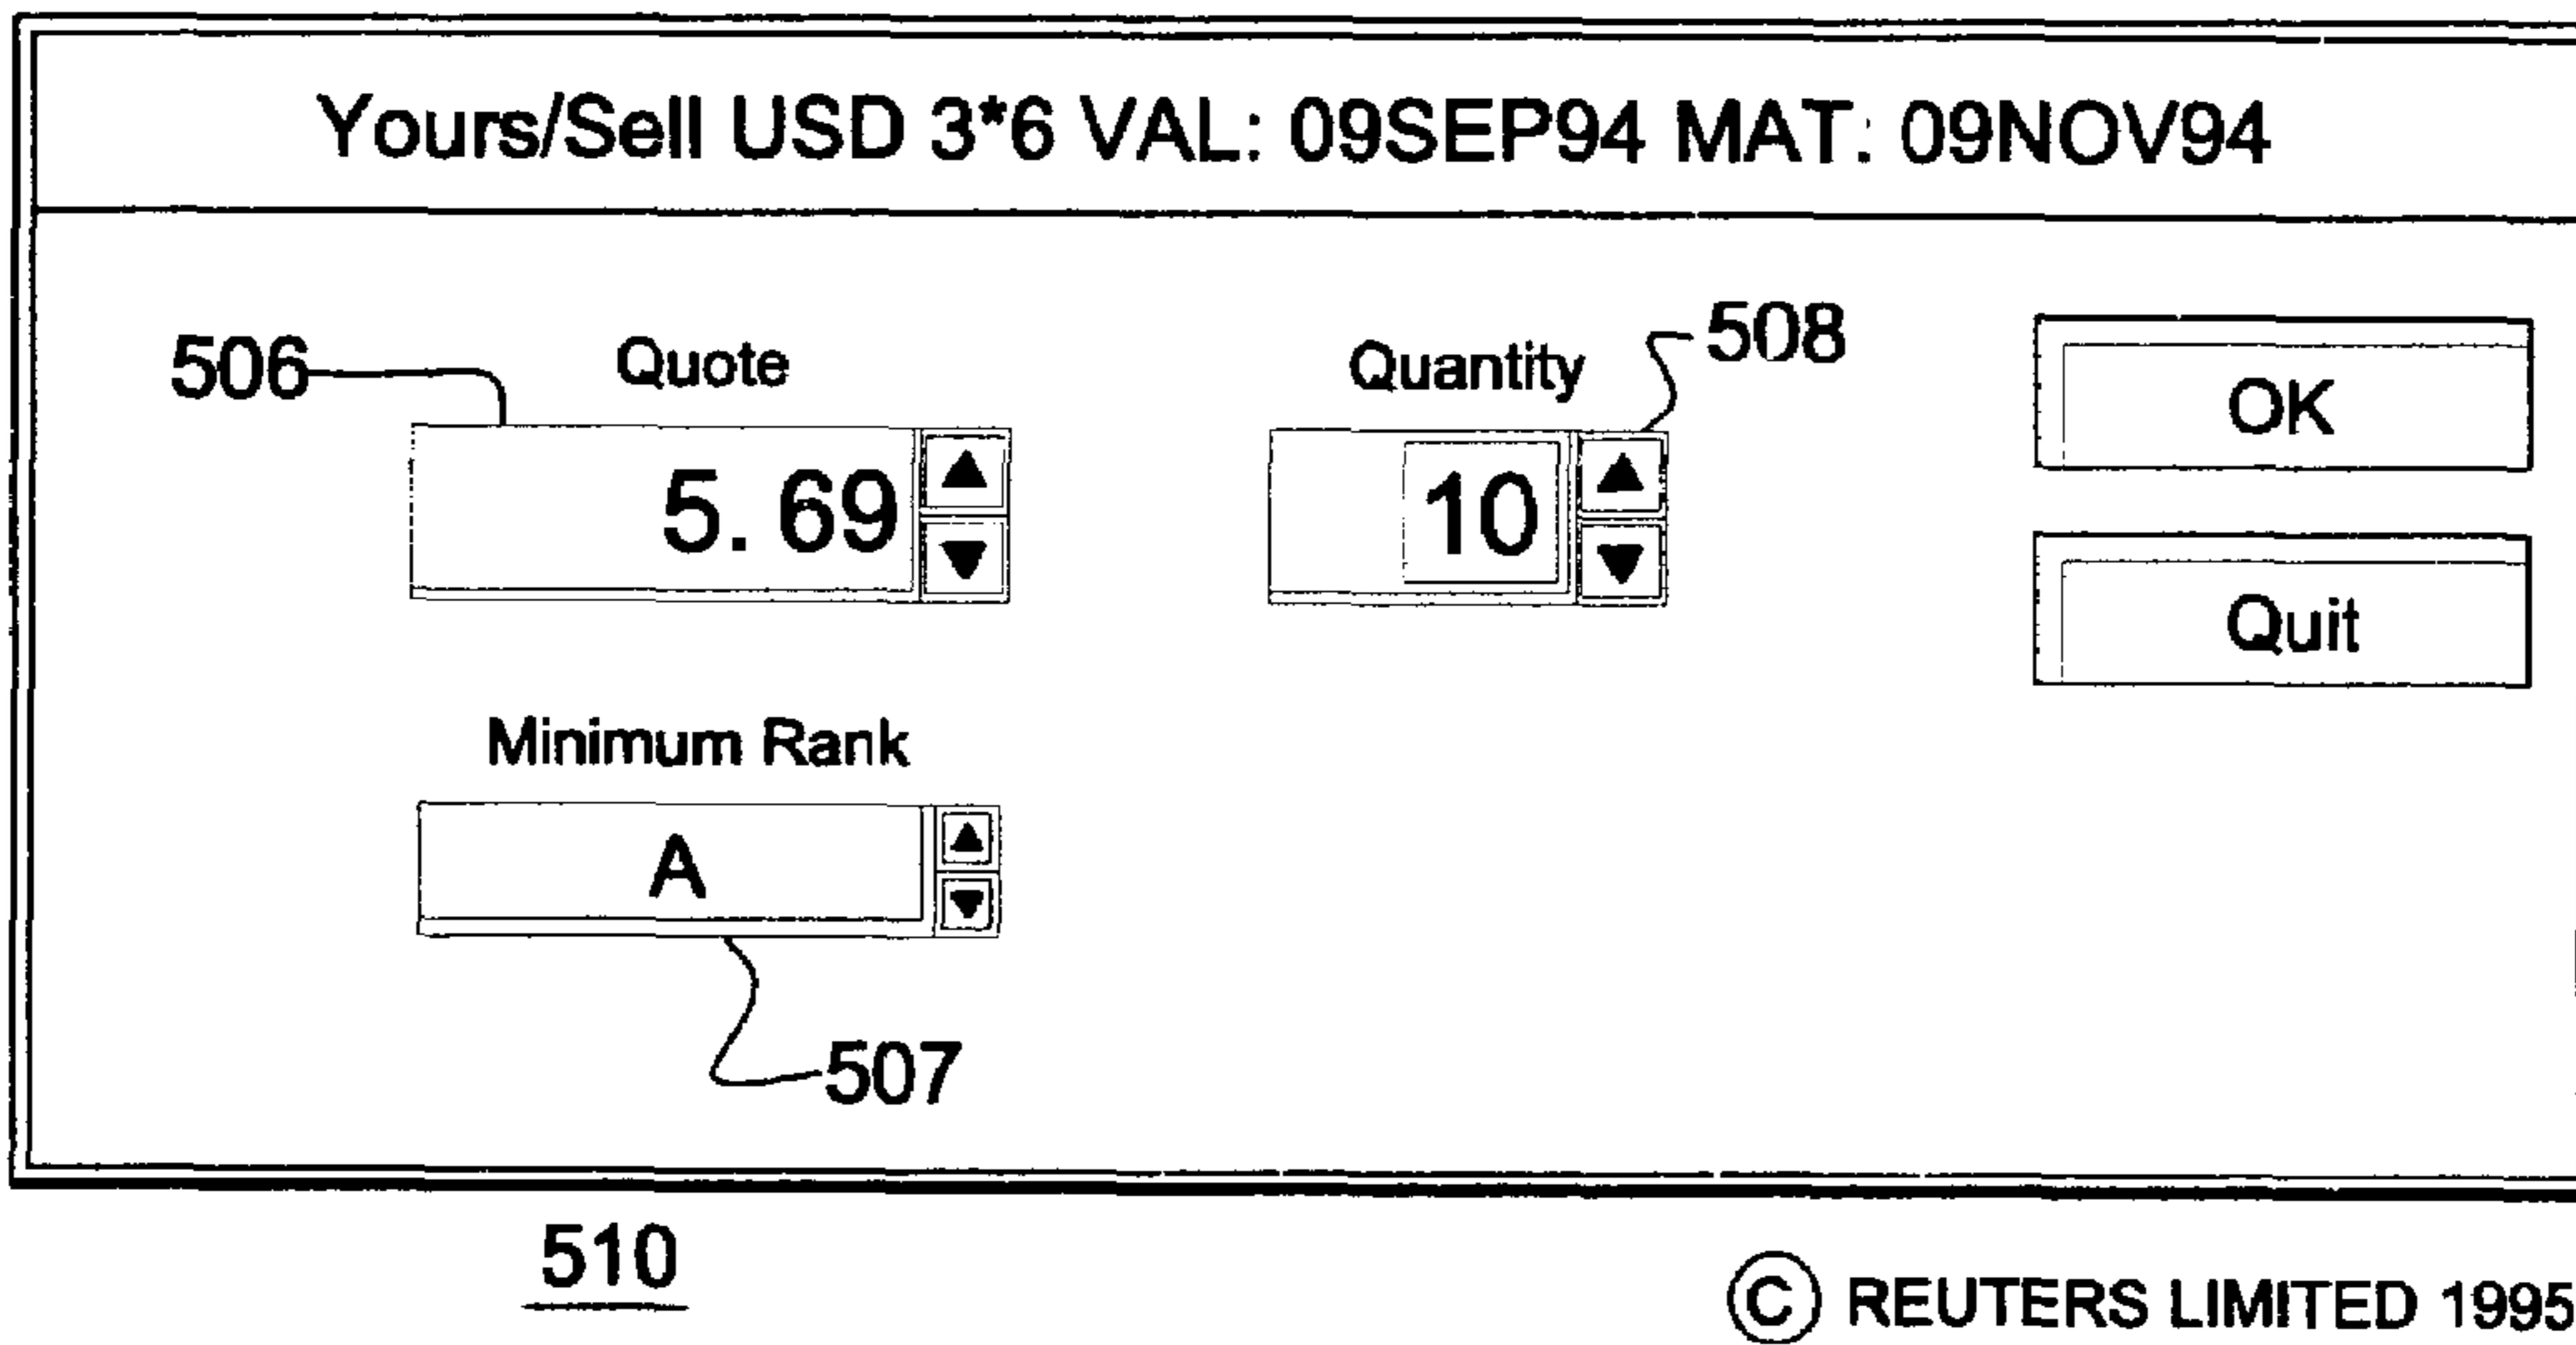 Yours/Sell USD 3*6 VAL: 09SEP94 MAT: 09NOV94
506 Quote Quantity 508
OK
5.69 10
Quit
Minimum Rank
A
507
510
© REUTERS LIMITED 1995